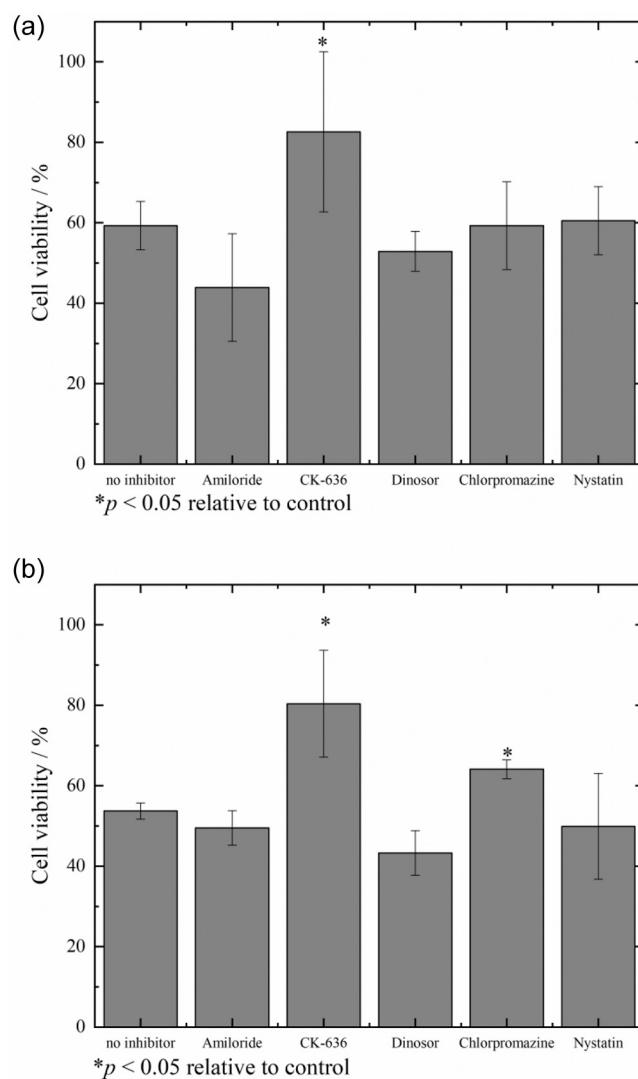 (a)
100
80
60
40
20
0
Cell viability / %
*
no inhibitor Amiloride CK-636 Dinosor Chlorpromazine Nystatin
*p < 0.05 relative to control
(b)
100
80
60
40
20
0
Cell viability / %
*
*
no inhibitor Amiloride CK-636 Dinosor Chlorpromazine Nystatin
*p < 0.05 relative to control